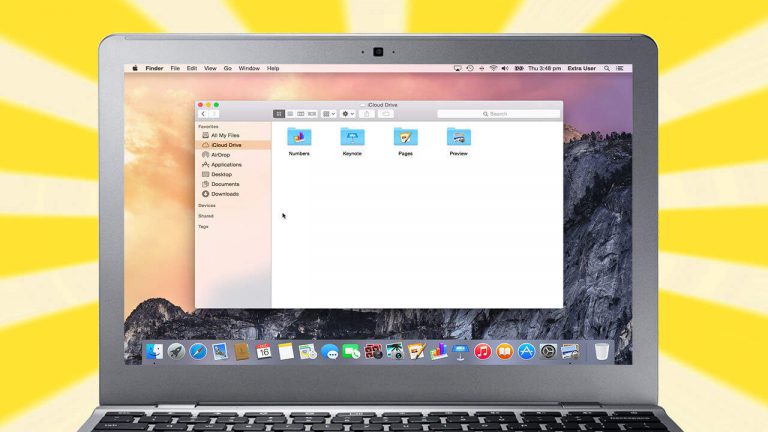 Finder File Edit View Go Window Help Thu 3:48 pm Extra User
iCloud Drive
Search
Favorites
All My Files
iCloud Drive
AirDrop
Applications
Desktop
Documents
Downloads
Devices
Shared
Tags
Numbers Keynote Pages Preview
16